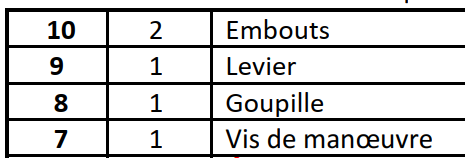 10 2 Embouts
9 1 Levier
8 1 Goupille
7 1 Vis de manœuvre